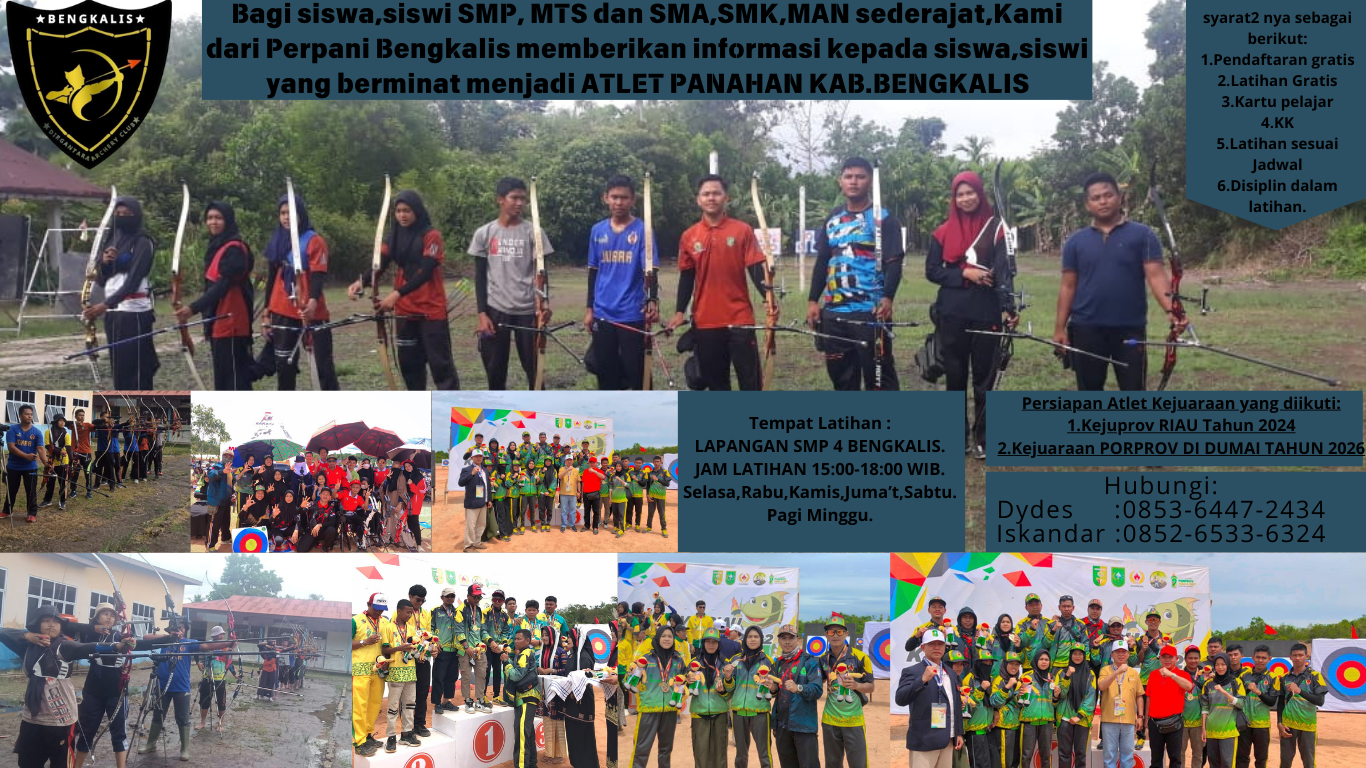 BENGKALIS
DIRGANTARA ARCHERY CLUB
Bagi siswa,siswi SMP, MTS dan SMA,SMK,MAN sederajat,Kami
dari Perpani Bengkalis memberikan informasi kepada siswa,siswi
yang berminat menjadi ATLET PANAHAN KAB.BENGKALIS
syarat2 nya sebagai
berikut:
1.Pendaftaran gratis
2.Latihan Gratis
3.Kartu pelajar
4.KK
5.Latihan sesuai
Jadwal
6.Disiplin dalam
latihan.
Tempat Latihan :
LAPANGAN SMP 4 BENGKALIS.
JAM LATIHAN 15:00-18:00 WIB.
Selasa,Rabu,Kamis,Juma't,Sabtu.
Pagi Minggu.
Persiapan Atlet Kejuaraan yang diikuti:
1.Kejuprov RIAU Tahun 2024
2.Kejuaraan PORPROV DI DUMAI TAHUN 2026
Hubungi:
Dydes :0853-6447-2434
Iskandar :0852-6533-6324
1